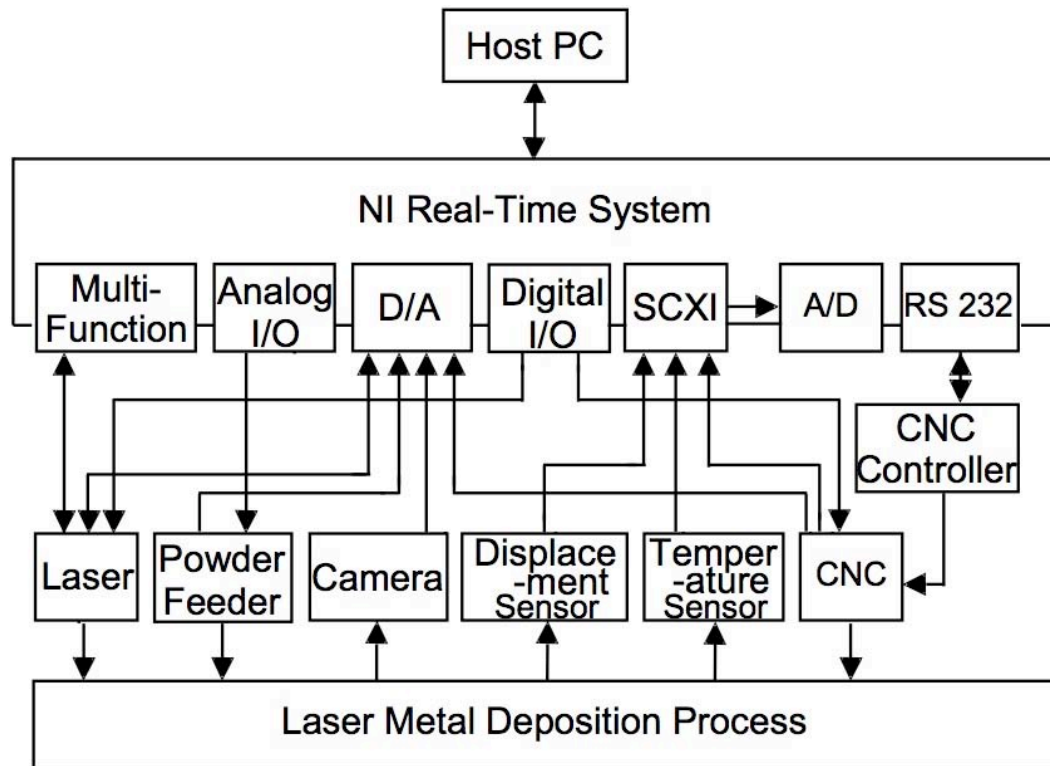 Host PC
NI Real-Time System
Multi-
Function
Analog
I/O
D/A
Digital
I/O
SCXI
A/D
RS 232
CNC
Controller
Laser
Powder
Feeder
Camera
Displace
-ment
Sensor
Temper
-ature
Sensor
CNC
Laser Metal Deposition Process